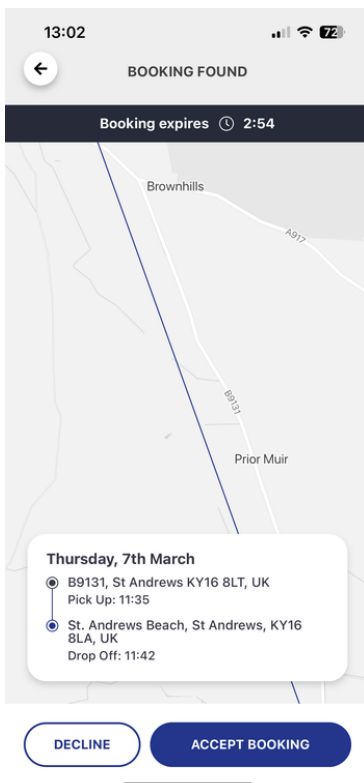 13:02
72
BOOKING FOUND
Booking expires 2:54
Brownhills
A917
B9131
Prior Muir
Thursday, 7th March
B9131, St Andrews KY16 8LT, UK
Pick Up: 11:35
St. Andrews Beach, St Andrews, KY16
8LA, UK
Drop Off: 11:42
DECLINE
ACCEPT BOOKING